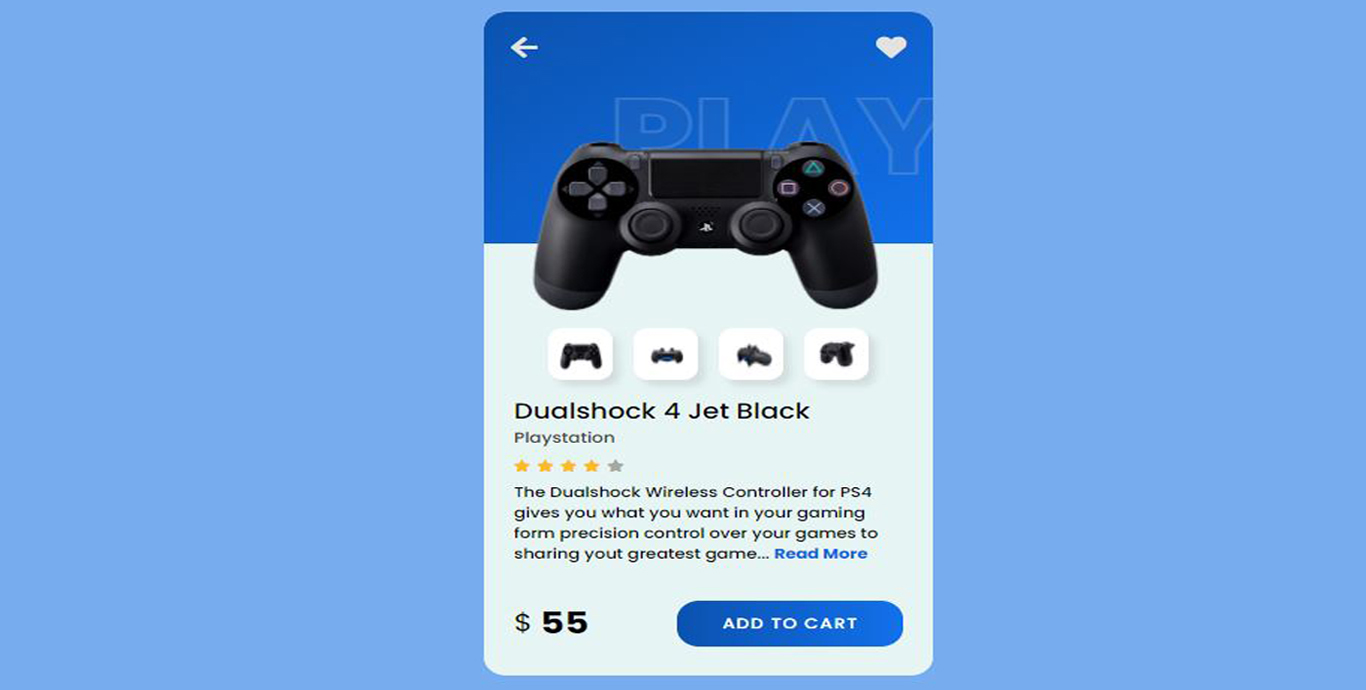 PLAY
Dualshock 4 Jet Black
Playstation
The Dualshock Wireless Controller for PS4
gives you what you want in your gaming
form precision control over your games to
sharing yout greatest game... Read More
$ 55
ADD TO CART